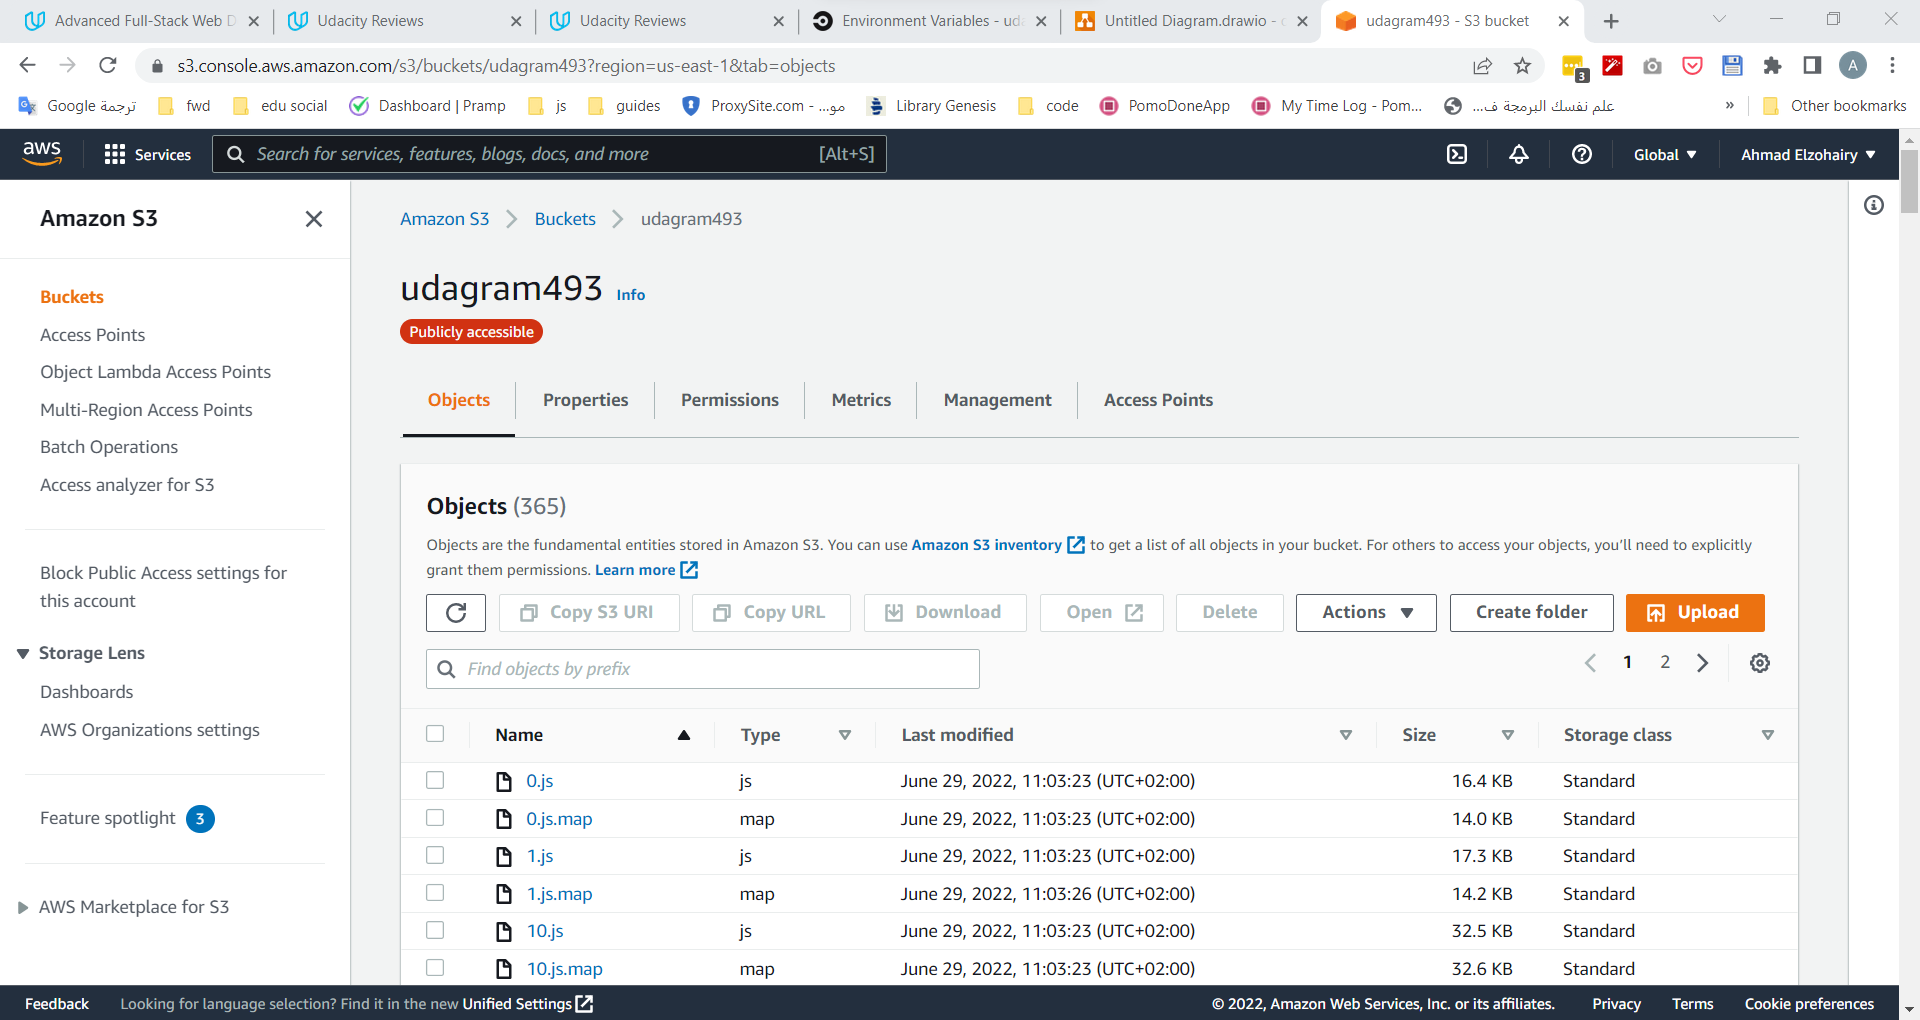 Advanced Full-Stack Web D
Udacity Reviews
Udacity Reviews
Environment Variables - uda
Untitled Diagram.drawio -
udagram493 - S3 bucket
s3.console.aws.amazon.com/s3/buckets/udagram493?region=us-east-1&tab=objects
3
A
Google ترجمة
fwd
edu social
Dashboard | Pramp
js
guides
ProxySite.com - ...مو
Library Genesis
code
PomoDoneApp
My Time Log - Pom...
علم نفسك البرمجة ف...
»
Other bookmarks
aws
Services
Search for services, features, blogs, docs, and more
[Alt+S]
Global
Ahmad Elzohairy
Amazon S3
Buckets
Access Points
Object Lambda Access Points
Multi-Region Access Points
Batch Operations
Access analyzer for S3
Block Public Access settings for
this account
Storage Lens
Dashboards
AWS Organizations settings
Feature spotlight 3
AWS Marketplace for S3
Amazon S3 > Buckets > udagram493
udagram493 Info
Publicly accessible
Objects
Properties
Permissions
Metrics
Management
Access Points
Objects (365)
Objects are the fundamental entities stored in Amazon S3. You can use Amazon S3 inventory to get a list of all objects in your bucket. For others to access your objects, you'll need to explicitly
grant them permissions. Learn more
Copy S3 URI
Copy URL
Download
Open
Delete
Actions
Create folder
Upload
Find objects by prefix
1 2
Name Type Last modified Size Storage class
0.js js June 29, 2022, 11:03:23 (UTC+02:00) 16.4 KB Standard
0.js.map map June 29, 2022, 11:03:23 (UTC+02:00) 14.0 KB Standard
1.js js June 29, 2022, 11:03:23 (UTC+02:00) 17.3 KB Standard
1.js.map map June 29, 2022, 11:03:26 (UTC+02:00) 14.2 KB Standard
10.js js June 29, 2022, 11:03:23 (UTC+02:00) 32.5 KB Standard
10.js.map map June 29, 2022, 11:03:23 (UTC+02:00) 32.6 KB Standard
Feedback
Looking for language selection? Find it in the new Unified Settings
© 2022, Amazon Web Services, Inc. or its affiliates.
Privacy
Terms
Cookie preferences